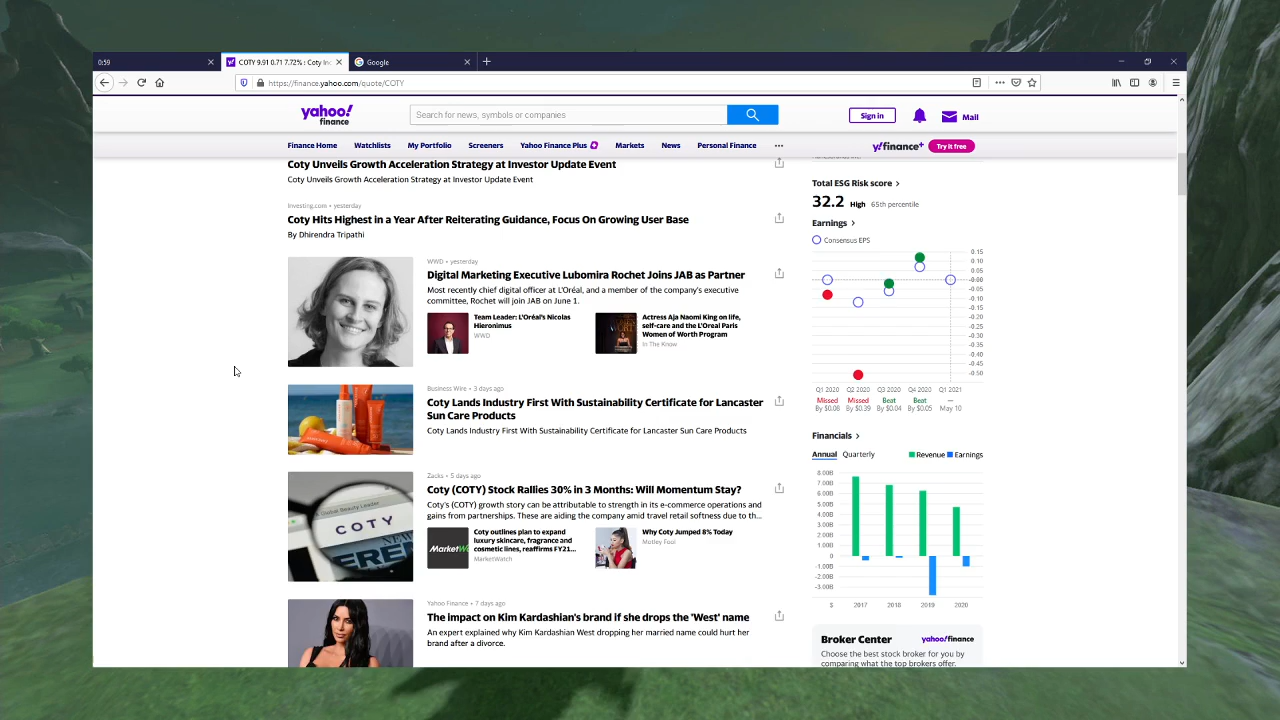 0:59
COTY 9.91 0.71 7.72% : Coty Inc
Google
https://finance.yahoo.com/quote/COTY
yahoo!
finance
Search for news, symbols or companies
Sign in
Mail
Finance Home
Watchlists
My Portfolio
Screeners
Yahoo Finance Plus
Markets
News
Personal Finance
y!finance+
Try it free
Coty Unveils Growth Acceleration Strategy at Investor Update Event
Coty Unveils Growth Acceleration Strategy at Investor Update Event
Investing.com • yesterday
Coty Hits Highest in a Year After Reiterating Guidance, Focus On Growing User Base
By Dhirendra Tripathi
WWD • yesterday
Digital Marketing Executive Lubomira Rochet Joins JAB as Partner
Most recently chief digital officer at L'Oréal, and a member of the company's executive
committee, Rochet will join JAB on June 1.
Team Leader: L'Oréal's Nicolas
Hieronimus
WWD
Actress Aja Naomi King on life,
self-care and the L'Oreal Paris
Women of Worth Program
In The Know
Business Wire • 3 days ago
Coty Lands Industry First With Sustainability Certificate for Lancaster
Sun Care Products
Coty Lands Industry First With Sustainability Certificate for Lancaster Sun Care Products
Zacks • 5 days ago
Coty (COTY) Stock Rallies 30% in 3 Months: Will Momentum Stay?
Coty's (COTY) growth story can be attributable to strength in its e-commerce operations and
gains from partnerships. These are aiding the company amid travel retail softness due to th...
COTY
Coty outlines plan to expand
luxury skincare, fragrance and
cosmetic lines, reaffirms FY21...
MarketWatch
Why Coty Jumped 8% Today
Motley Fool
Yahoo Finance • 7 days ago
The impact on Kim Kardashian's brand if she drops the 'West' name
An expert explained why Kim Kardashian West dropping her married name could hurt her
brand after a divorce.
Total ESG Risk score
32.2 High 65th percentile
Earnings
Consensus EPS
0.15
0.10
0.05
-0.00
-0.05
-0.10
-0.15
-0.20
-0.25
-0.30
-0.35
-0.40
-0.45
-0.50
Q1 2020 Q2 2020 Q3 2020 Q4 2020 Q1 2021
Missed Missed Beat Beat —
By $0.08 By $0.39 By $0.04 By $0.05 May 10
Financials
Annual Quarterly
Revenue Earnings
8.00B
7.00B
6.00B
5.00B
4.00B
3.00B
2.00B
1.00B
0
-1.00B
-2.00B
-3.00B
$ 2017 2018 2019 2020
Broker Center
yahoo!finance
Choose the best stock broker for you by
comparing what the top brokers offer.